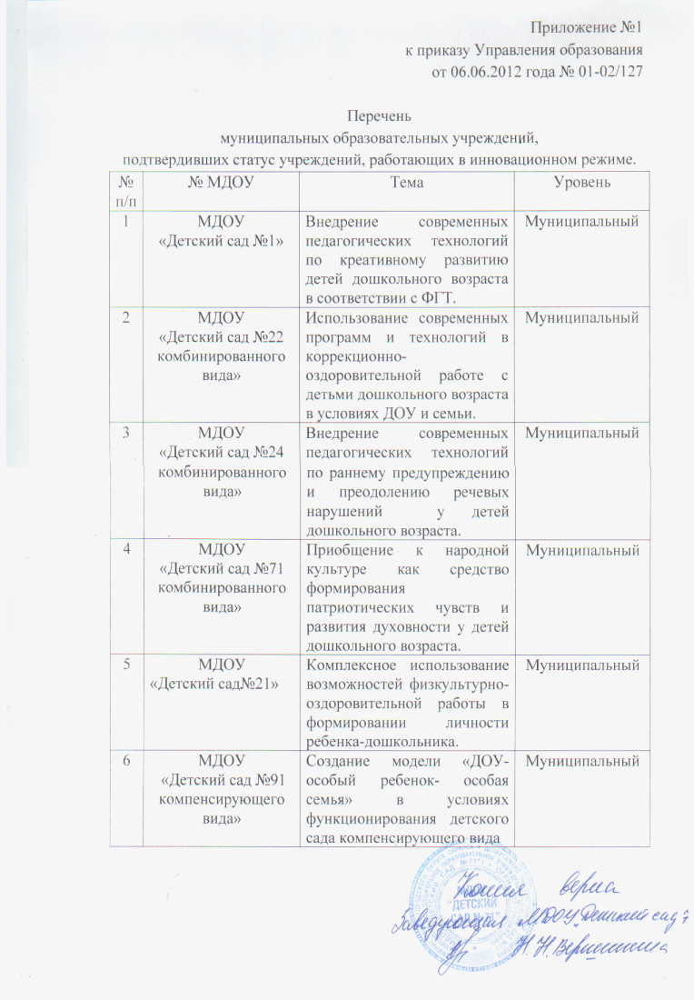 Приложение №1
к приказу Управления образования
от 06.06.2012 года № 01-02/127
Перечень
муниципальных образовательных учреждений,
подтвердивших статус учреждений, работающих в инновационном режиме.
№ п/п № МДОУ Тема Уровень
1 МДОУ Внедрение современных Муниципальный
«Детский сад №1» педагогических технологий
по креативному развитию
детей дошкольного возраста
в соответствии с ФГТ.
2 МДОУ Использование современных Муниципальный
«Детский сад №22 программ и технологий в
комбинированного коррекционно-
вида» оздоровительной работе с
детьми дошкольного возраста
в условиях ДОУ и семьи.
3 МДОУ Внедрение современных Муниципальный
«Детский сад №24 педагогических технологий
комбинированного по раннему предупреждению
вида» и преодолению речевых
нарушений у детей
дошкольного возраста.
4 МДОУ Приобщение к народной Муниципальный
«Детский сад №71 культуре как средство
комбинированного формирования
вида» патриотических чувств и
развития духовности у детей
дошкольного возраста.
5 МДОУ Комплексное использование Муниципальный
«Детский сад№21» возможностей физкультурно-
оздоровительной работы в
формировании личности
ребенка-дошкольника.
6 МДОУ Создание модели «ДОУ- Муниципальный
«Детский сад №91 особый ребенок- особая
компенсирующего семья» в условиях
вида» функционирования детского
сада компенсирующего вида
"ДЕТСКИЙ
САД №71"
Копия верна
Заведующая МДОУ „Детский сад
Н.Н.